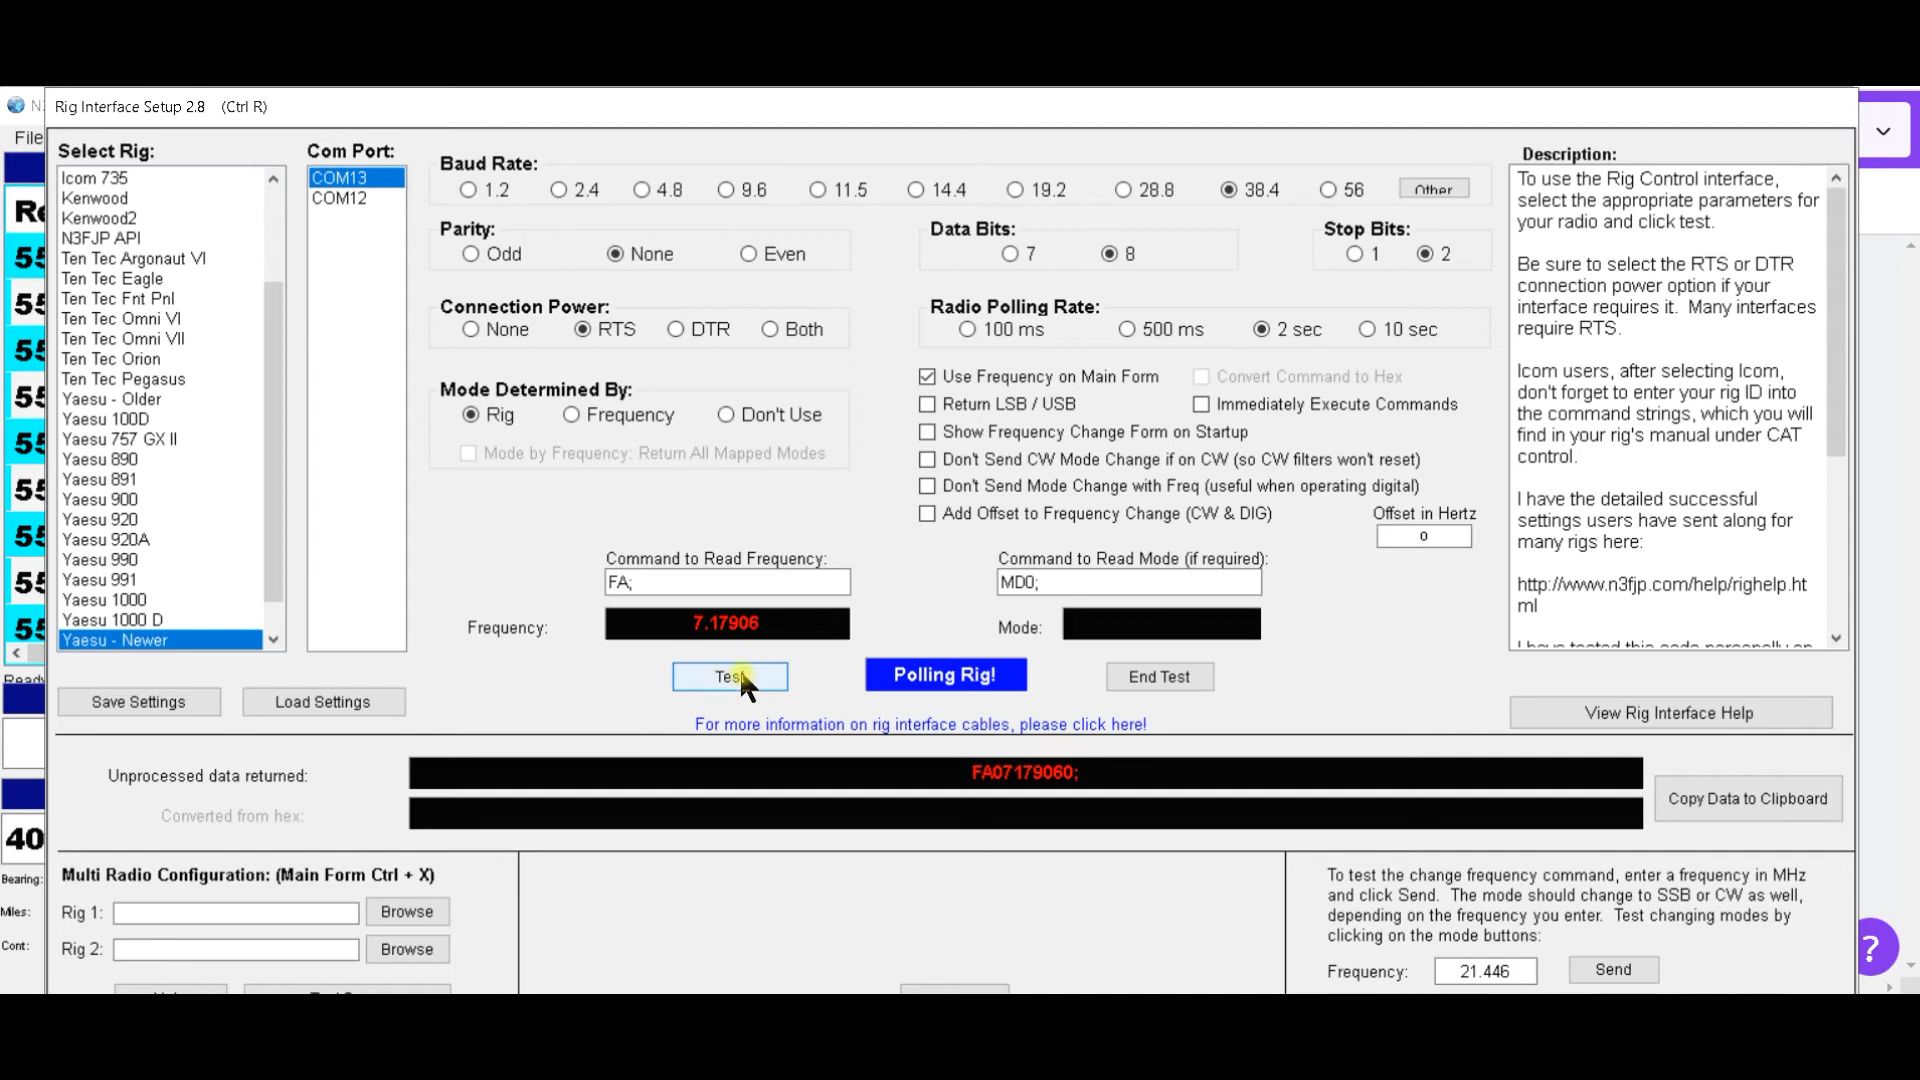 N3
Rig Interface Setup 2.8 (Ctrl R)
File
Re
55
55
55
55
55
55
55
55
55
40
Bearing:
Miles:
Cont:
Select Rig:
Icom 735
Kenwood
Kenwood2
N3FJP API
Ten Tec Argonaut VI
Ten Tec Eagle
Ten Tec Fnt Pnl
Ten Tec Omni VI
Ten Tec Omni VII
Ten Tec Orion
Ten Tec Pegasus
Yaesu - Older
Yaesu 100D
Yaesu 757 GX II
Yaesu 890
Yaesu 891
Yaesu 900
Yaesu 920
Yaesu 920A
Yaesu 990
Yaesu 991
Yaesu 1000
Yaesu 1000 D
Yaesu - Newer
Save Settings
Load Settings
Com Port:
COM13
COM12
Baud Rate:
1.2 2.4 4.8 9.6 11.5 14.4 19.2 28.8 38.4 56 Other
Parity:
Odd None Even
Data Bits:
7 8
Stop Bits:
1 2
Connection Power:
None RTS DTR Both
Radio Polling Rate:
100 ms 500 ms 2 sec 10 sec
Mode Determined By:
Rig Frequency Don't Use
Mode by Frequency: Return All Mapped Modes
Use Frequency on Main Form
Convert Command to Hex
Return LSB / USB
Immediately Execute Commands
Show Frequency Change Form on Startup
Don't Send CW Mode Change if on CW (so CW filters won't reset)
Don't Send Mode Change with Freq (useful when operating digital)
Add Offset to Frequency Change (CW & DIG)
Offset in Hertz
0
Command to Read Frequency:
FA;
Command to Read Mode (if required):
MD0;
Frequency:
7.17906
Mode:
Test
Polling Rig!
End Test
For more information on rig interface cables, please click here!
Description:
To use the Rig Control interface,
select the appropriate parameters for
your radio and click test.
Be sure to select the RTS or DTR
connection power option if your
interface requires it. Many interfaces
require RTS.
Icom users, after selecting Icom,
don't forget to enter your rig ID into
the command strings, which you will
find in your rig's manual under CAT
control.
I have the detailed successful
settings users have sent along for
many rigs here:
http://www.n3fjp.com/help/righelp.ht
ml
I have tested this code personally on
View Rig Interface Help
Unprocessed data returned:
FA07179060;
Converted from hex:
Copy Data to Clipboard
Multi Radio Configuration: (Main Form Ctrl + X)
Rig 1:
Browse
Rig 2:
Browse
To test the change frequency command, enter a frequency in MHz
and click Send. The mode should change to SSB or CW as well,
depending on the frequency you enter. Test changing modes by
clicking on the mode buttons:
Frequency:
21.446
Send
?